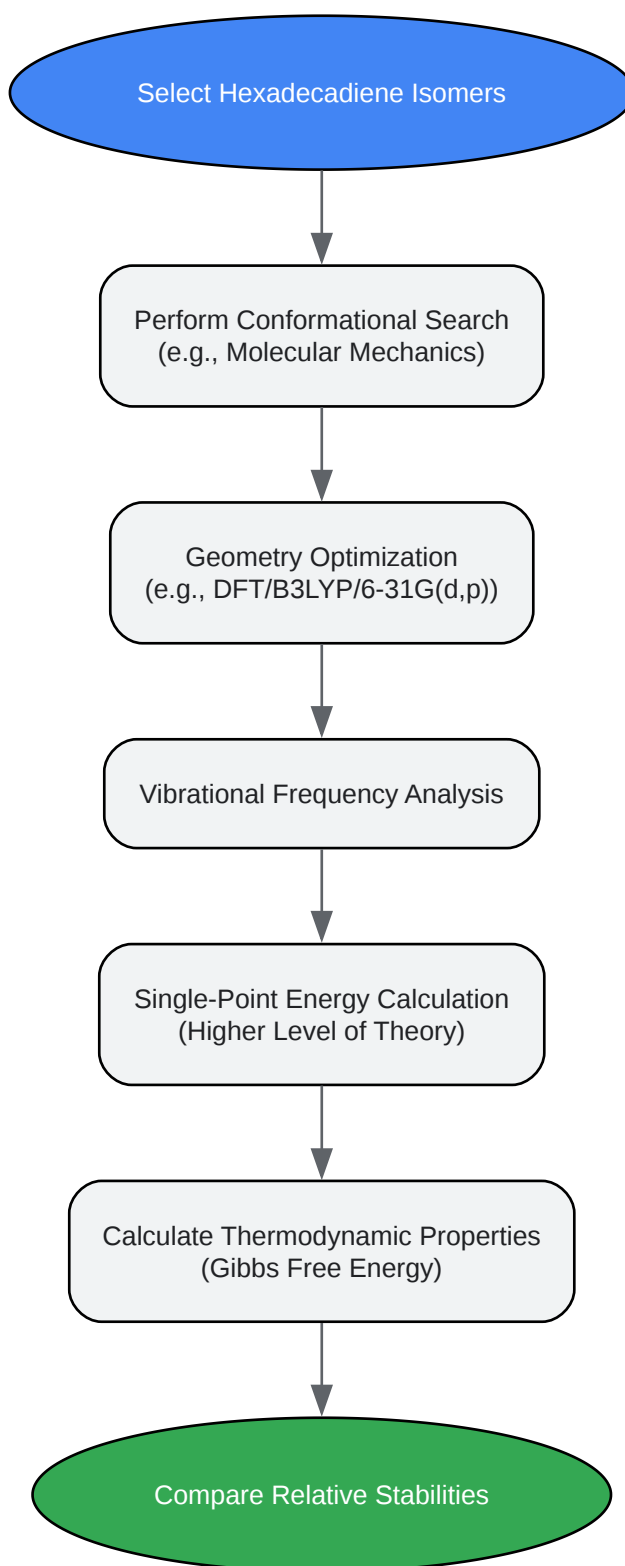 Select Hexadecadiene Isomers
Perform Conformational Search
(e.g., Molecular Mechanics)
Geometry Optimization
(e.g., DFT/B3LYP/6-31G(d,p))
Vibrational Frequency Analysis
Single-Point Energy Calculation
(Higher Level of Theory)
Calculate Thermodynamic Properties
(Gibbs Free Energy)
Compare Relative Stabilities